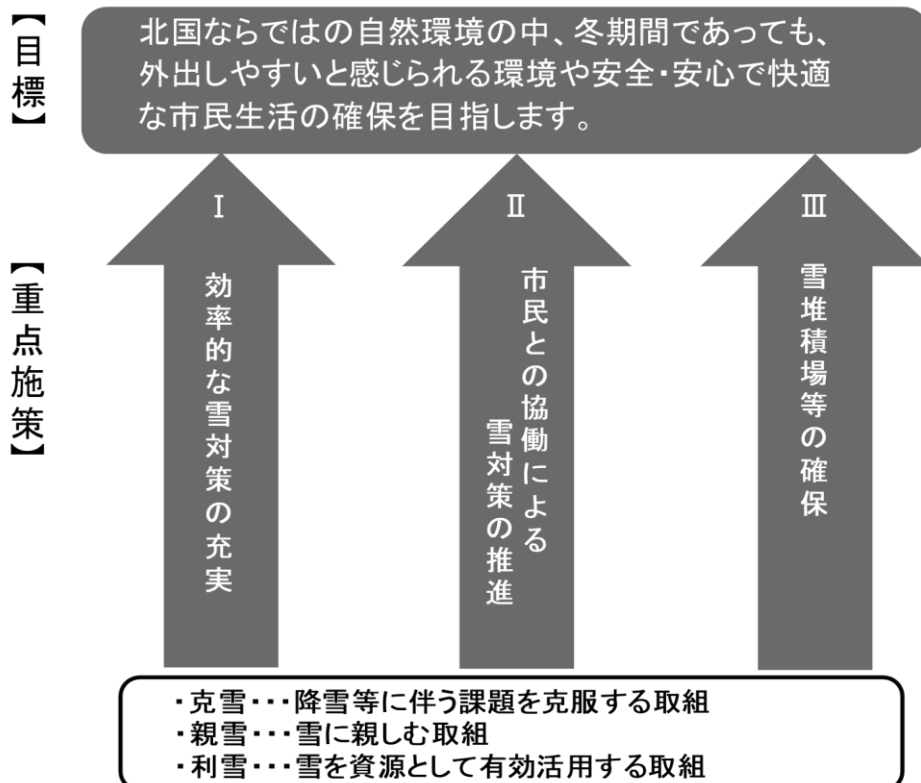 【目標】
北国ならではの自然環境の中、冬期間であっても、
外出しやすいと感じられる環境や安全・安心で快適
な市民生活の確保を目指します。
【重点施策】
Ⅰ
効率的な雪対策の充実
Ⅱ
市民との協働による
雪対策の推進
Ⅲ
雪堆積場等の確保
・克雪・・・降雪等に伴う課題を克服する取組
・親雪・・・雪に親しむ取組
・利雪・・・雪を資源として有効活用する取組